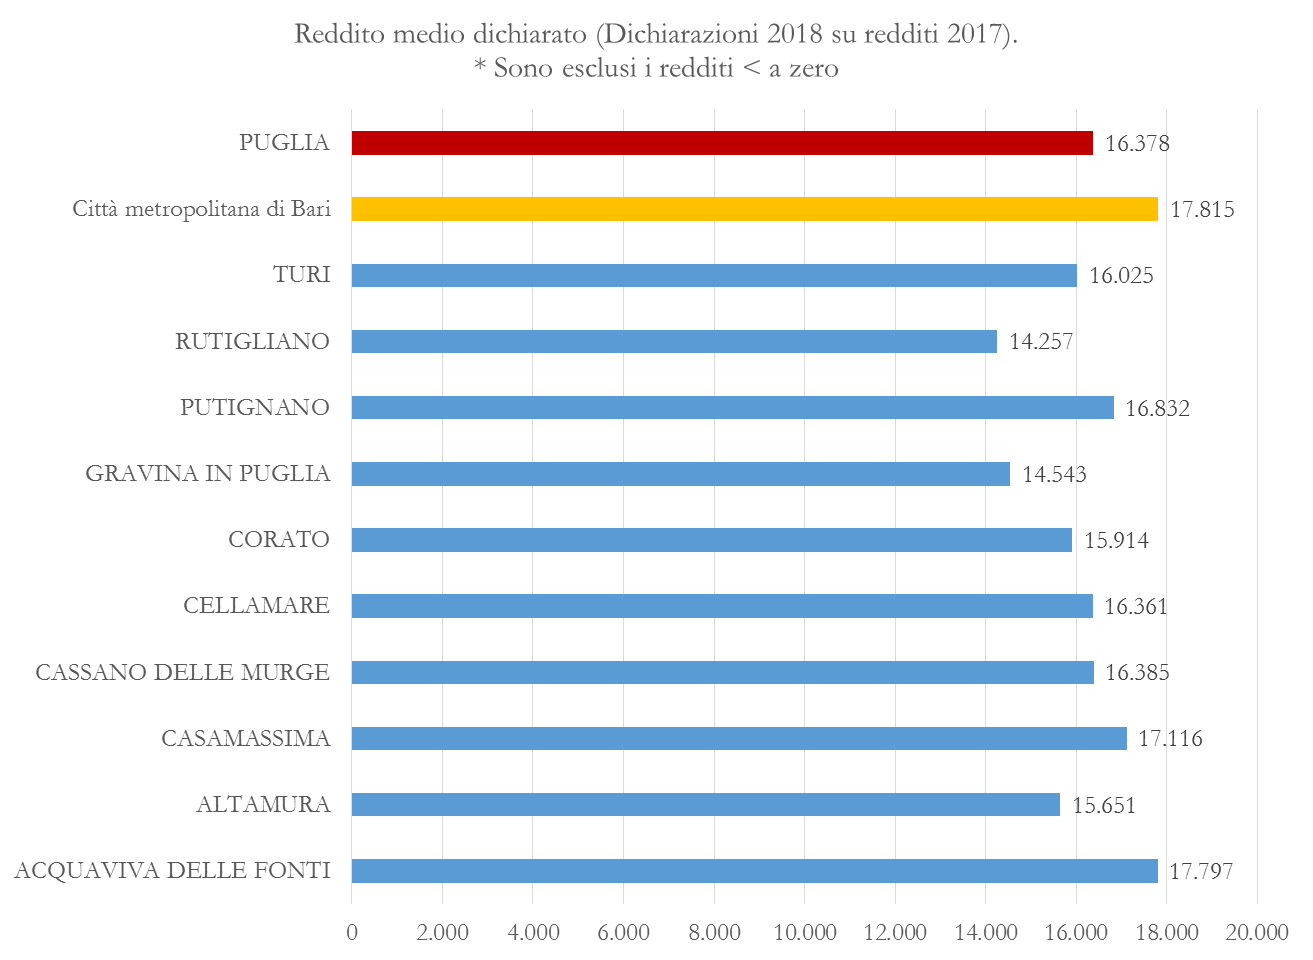 Reddito medio dichiarato (Dichiarazioni 2018 su redditi 2017).
* Sono esclusi i redditi < a zero
PUGLIA 16.378
Città metropolitana di Bari 17.815
TURI 16.025
RUTIGLIANO 14.257
PUTIGNANO 16.832
GRAVINA IN PUGLIA 14.543
CORATO 15.914
CELLAMARE 16.361
CASSANO DELLE MURGE 16.385
CASAMASSIMA 17.116
ALTAMURA 15.651
ACQUAVIVA DELLE FONTI 17.797
0 2.000 4.000 6.000 8.000 10.000 12.000 14.000 16.000 18.000 20.000